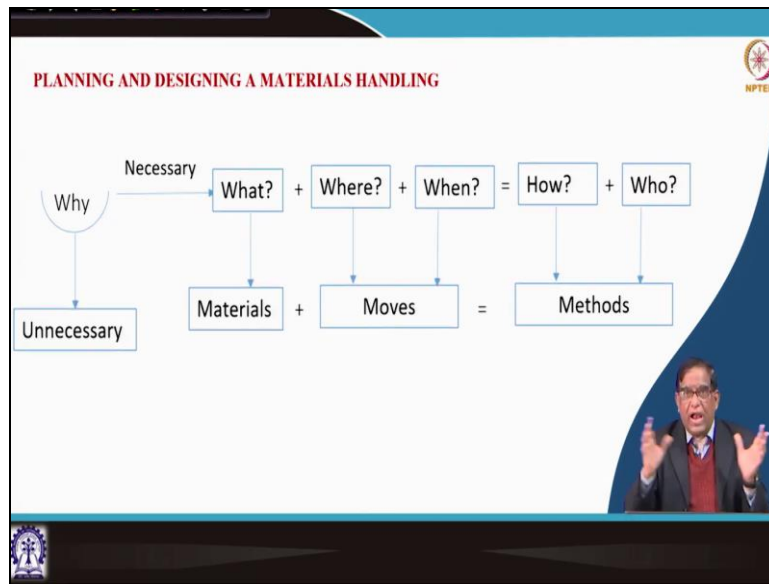 PLANNING AND DESIGNING A MATERIALS HANDLING
NPTEL
Necessary
Why
What? + Where? + When? = How? + Who?
Materials + Moves = Methods
Unnecessary